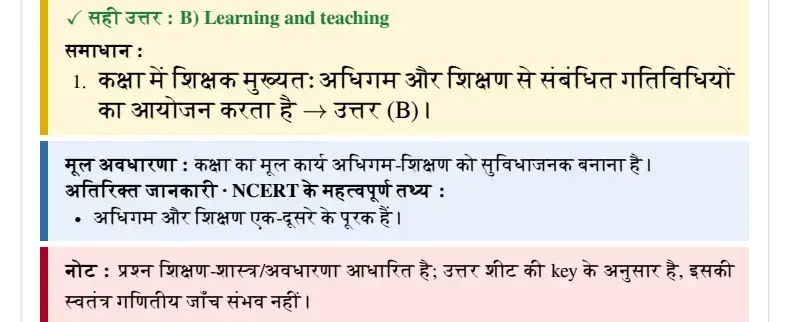 ✓ सही उत्तर : B) Learning and teaching
समाधान :
1. कक्षा में शिक्षक मुख्यतः अधिगम और शिक्षण से संबंधित गतिविधियों
का आयोजन करता है → उत्तर (B)।
मूल अवधारणा : कक्षा का मूल कार्य अधिगम-शिक्षण को सुविधाजनक बनाना है।
अतिरिक्त जानकारी · NCERT के महत्वपूर्ण तथ्य :
• अधिगम और शिक्षण एक-दूसरे के पूरक हैं।
नोट : प्रश्न शिक्षण-शास्त्र/अवधारणा आधारित है; उत्तर शीट की key के अनुसार है, इसकी
स्वतंत्र गणितीय जाँच संभव नहीं।